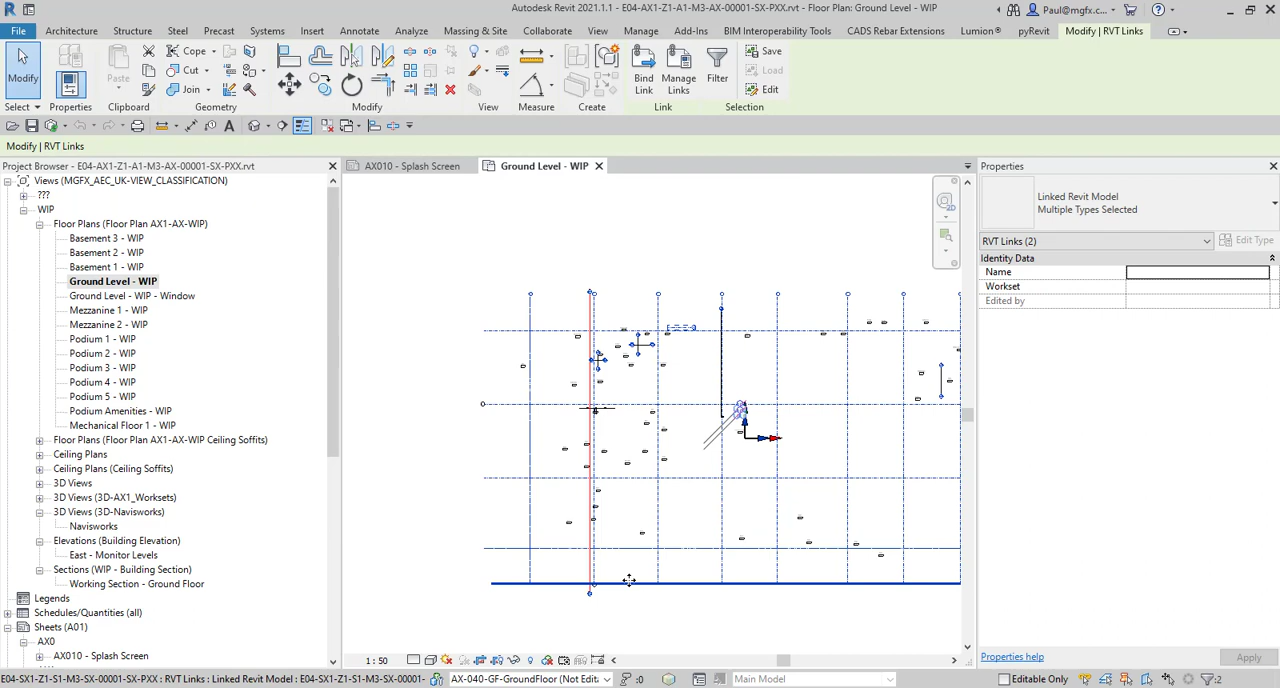 Autodesk Revit 2021.1.1 - E04-AX1-Z1-A1-M3-AX-00001-SX-PXX.rvt - Floor Plan: Ground Level - WIP
Paul@mgfx.c...
File Architecture Structure Steel Precast Systems Insert Annotate Analyze Massing & Site Collaborate View Manage Add-Ins BIM Interoperability Tools CADS Rebar Extensions Lumion® pyRevit Modify | RVT Links
Modify
Paste
Cope
Cut
Join
Bind Link
Manage Links
Filter
Save
Load
Edit
Select Properties Clipboard Geometry Modify View Measure Create Link Selection
Modify | RVT Links
Project Browser - E04-AX1-Z1-A1-M3-AX-00001-SX-PXX.rvt
AX010 - Splash Screen
Ground Level - WIP
Properties
Views (MGFX_AEC_UK-VIEW_CLASSIFICATION)
???
WIP
Floor Plans (Floor Plan AX1-AX-WIP)
Basement 3 - WIP
Basement 2 - WIP
Basement 1 - WIP
Ground Level - WIP
Ground Level - WIP - Window
Mezzanine 1 - WIP
Mezzanine 2 - WIP
Podium 1 - WIP
Podium 2 - WIP
Podium 3 - WIP
Podium 4 - WIP
Podium 5 - WIP
Podium Amenities - WIP
Mechanical Floor 1 - WIP
Floor Plans (Floor Plan AX1-AX-WIP Ceiling Soffits)
Ceiling Plans
Ceiling Plans (Ceiling Soffits)
3D Views
3D Views (3D-AX1_Worksets)
3D Views (3D-Navisworks)
Navisworks
Elevations (Building Elevation)
East - Monitor Levels
Sections (WIP - Building Section)
Working Section - Ground Floor
Legends
Schedules/Quantities (all)
Sheets (A01)
AX0
AX010 - Splash Screen
2D
Linked Revit Model
Multiple Types Selected
RVT Links (2)
Edit Type
Identity Data
Name
Workset
Edited by
Properties help
Apply
1 : 50
E04-SX1-Z1-S1-M3-SX-00001-SX-PXX.rvt : RVT Links : Linked Revit Model : E04-SX1-Z1-S1-M3-SX-00001-
AX-040-GF-GroundFloor (Not Edita
:0
Main Model
Editable Only
:2